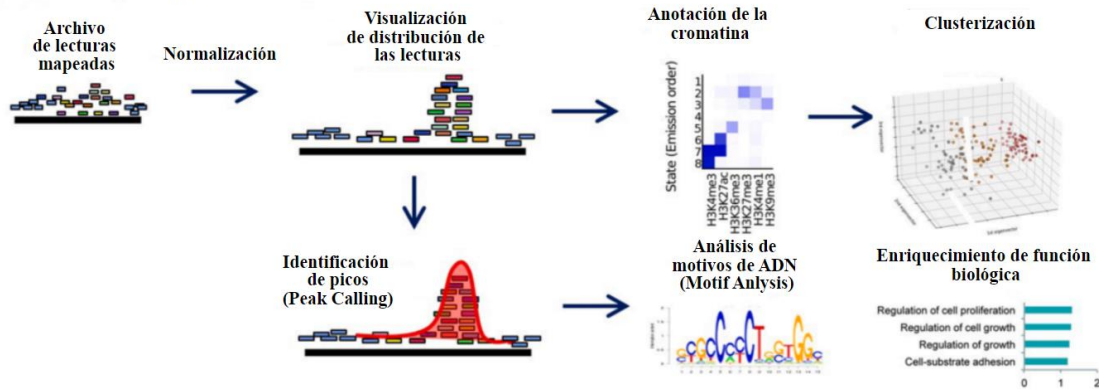 Archivo
de lecturas
mapeadas
Normalización
Visualización
de distribución de
las lecturas
Anotación de la
cromatina
Clusterización
State (Emission order)
1
2
3
4
5
6
7
8
H3K4me3
H3K27ac
H3K36me3
H3K27me3
H3K4me1
H3K9me3
Identificación
de picos
(Peak Calling)
Análisis de
motivos de ADN
(Motif Anlysis)
Enriquecimiento de función
biológica
Regulation of cell proliferation
Regulation of cell growth
Regulation of growth
Cell-substrate adhesion
0 1 2